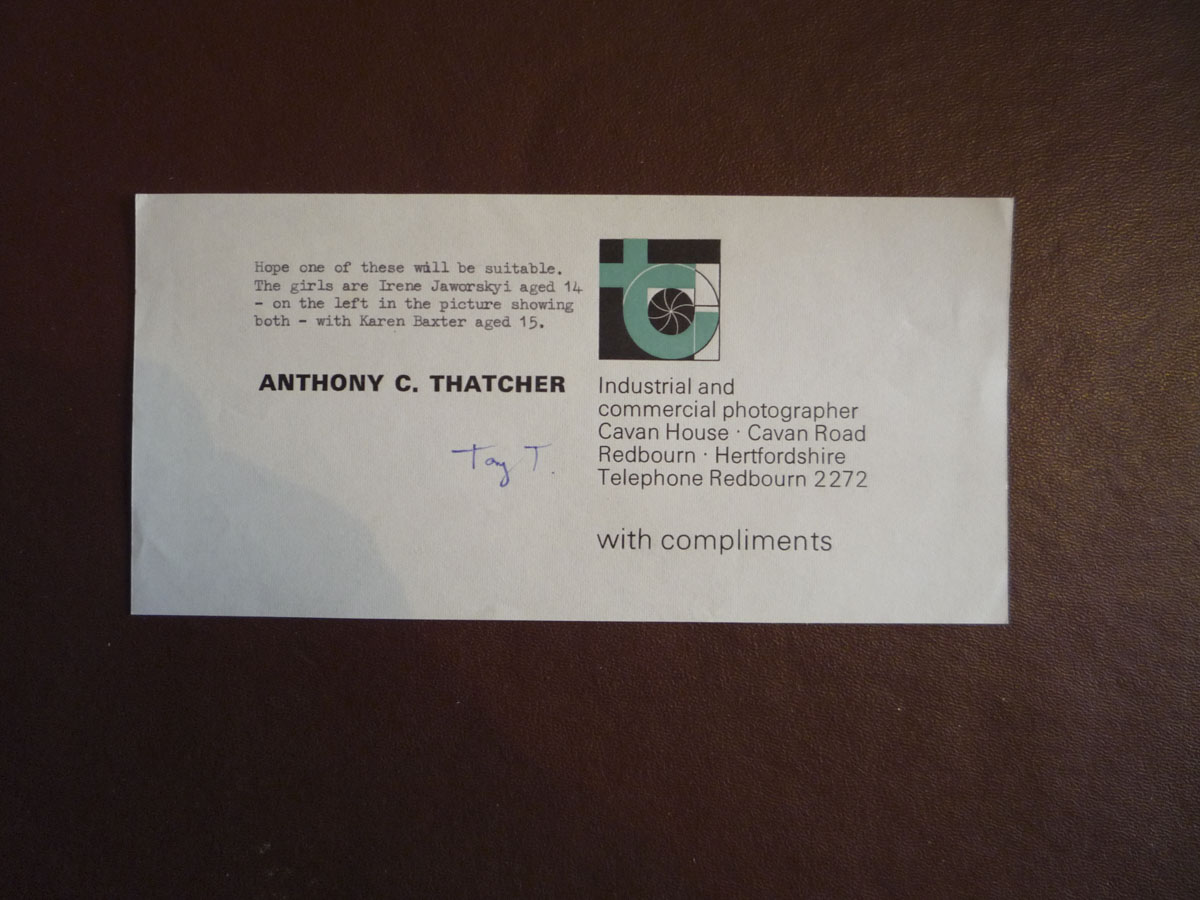 Hope one of these will be suitable.
The girls are Irene Jaworskyi aged 14
- on the left in the picture showing
both - with Karen Baxter aged 15.
ANTHONY C. THATCHER
Tony T.
Industrial and
commercial photographer
Cavan House · Cavan Road
Redbourn · Hertfordshire
Telephone Redbourn 2272
with compliments